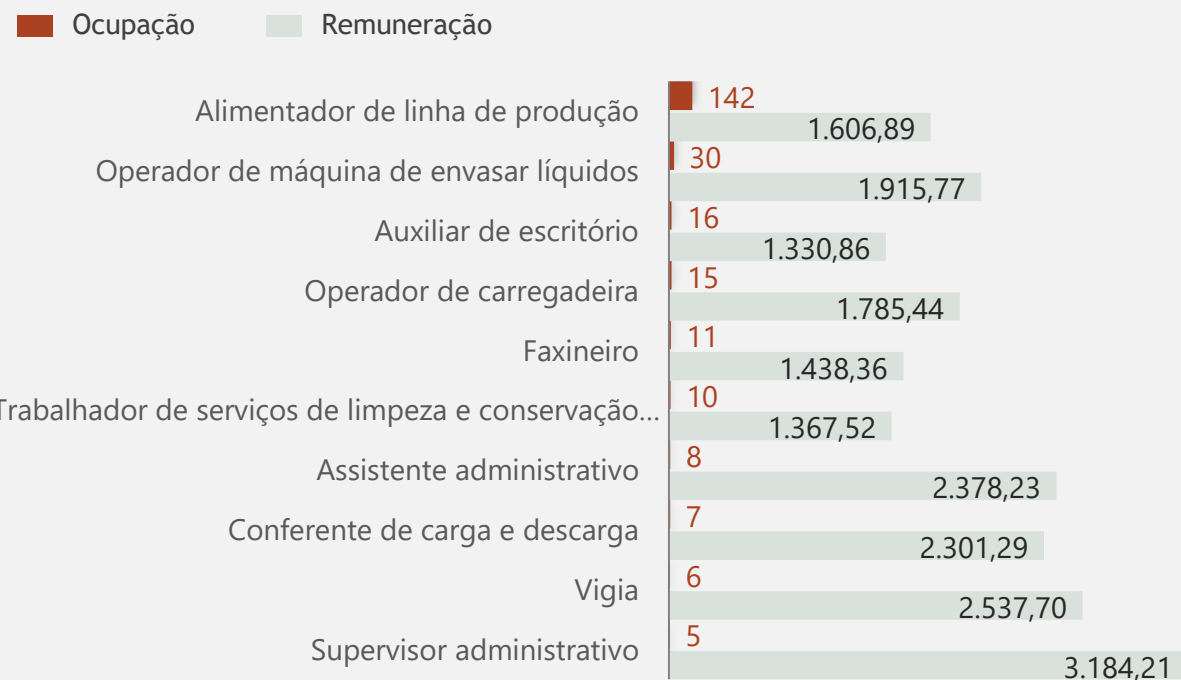 Ocupação Remuneração
Alimentador de linha de produção 142
1.606,89
Operador de máquina de envasar líquidos 30
1.915,77
Auxiliar de escritório 16
1.330,86
Operador de carregadeira 15
1.785,44
Faxineiro 11
1.438,36
Trabalhador de serviços de limpeza e conservação... 10
1.367,52
Assistente administrativo 8
2.378,23
Conferente de carga e descarga 7
2.301,29
Vigia 6
2.537,70
Supervisor administrativo 5
3.184,21